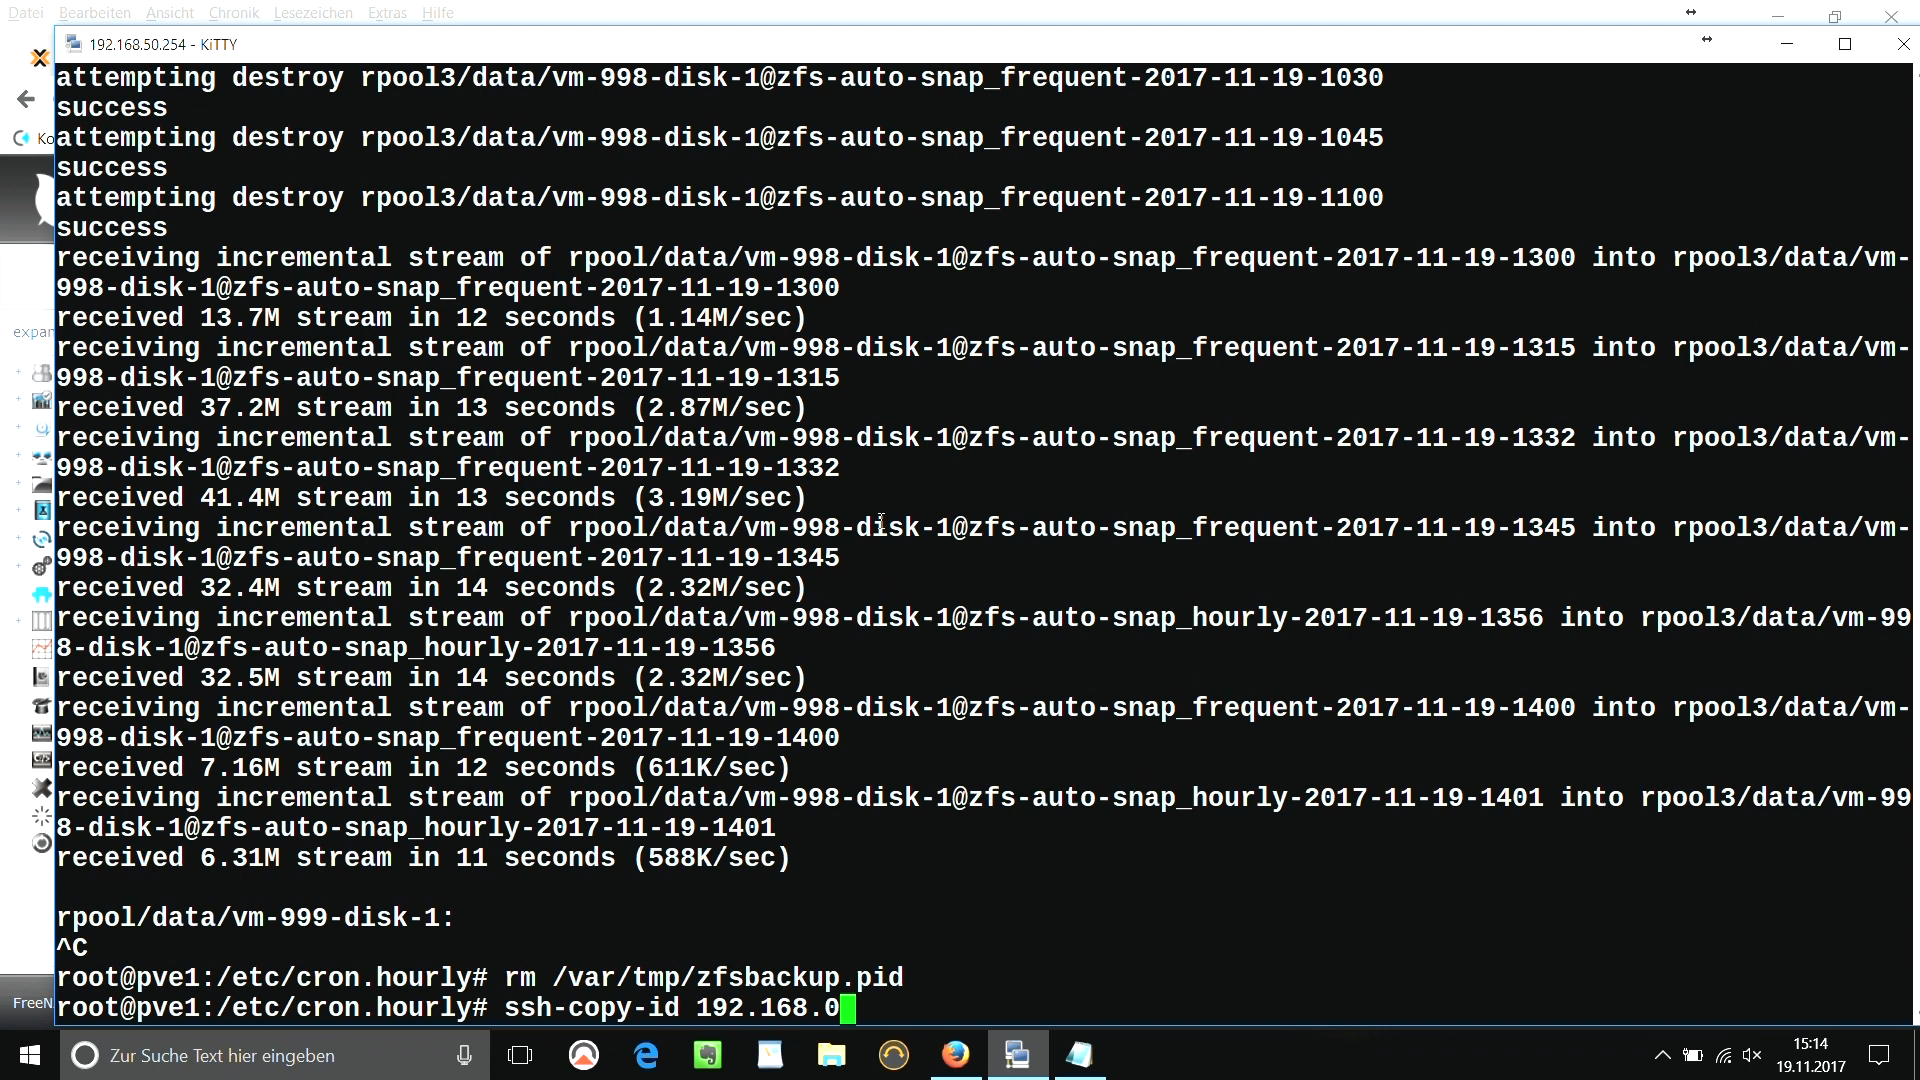 Datei Bearbeiten Ansicht Chronik Lesezeichen Extras Hilfe
192.168.50.254 - KiTTY
Ko
expan
FreeN
attempting destroy rpool3/data/vm-998-disk-1@zfs-auto-snap_frequent-2017-11-19-1030
success
attempting destroy rpool3/data/vm-998-disk-1@zfs-auto-snap_frequent-2017-11-19-1045
success
attempting destroy rpool3/data/vm-998-disk-1@zfs-auto-snap_frequent-2017-11-19-1100
success
receiving incremental stream of rpool/data/vm-998-disk-1@zfs-auto-snap_frequent-2017-11-19-1300 into rpool3/data/vm-
998-disk-1@zfs-auto-snap_frequent-2017-11-19-1300
received 13.7M stream in 12 seconds (1.14M/sec)
receiving incremental stream of rpool/data/vm-998-disk-1@zfs-auto-snap_frequent-2017-11-19-1315 into rpool3/data/vm-
998-disk-1@zfs-auto-snap_frequent-2017-11-19-1315
received 37.2M stream in 13 seconds (2.87M/sec)
receiving incremental stream of rpool/data/vm-998-disk-1@zfs-auto-snap_frequent-2017-11-19-1332 into rpool3/data/vm-
998-disk-1@zfs-auto-snap_frequent-2017-11-19-1332
received 41.4M stream in 13 seconds (3.19M/sec)
receiving incremental stream of rpool/data/vm-998-disk-1@zfs-auto-snap_frequent-2017-11-19-1345 into rpool3/data/vm-
998-disk-1@zfs-auto-snap_frequent-2017-11-19-1345
received 32.4M stream in 14 seconds (2.32M/sec)
receiving incremental stream of rpool/data/vm-998-disk-1@zfs-auto-snap_hourly-2017-11-19-1356 into rpool3/data/vm-99
8-disk-1@zfs-auto-snap_hourly-2017-11-19-1356
received 32.5M stream in 14 seconds (2.32M/sec)
receiving incremental stream of rpool/data/vm-998-disk-1@zfs-auto-snap_frequent-2017-11-19-1400 into rpool3/data/vm-
998-disk-1@zfs-auto-snap_frequent-2017-11-19-1400
received 7.16M stream in 12 seconds (611K/sec)
receiving incremental stream of rpool/data/vm-998-disk-1@zfs-auto-snap_hourly-2017-11-19-1401 into rpool3/data/vm-99
8-disk-1@zfs-auto-snap_hourly-2017-11-19-1401
received 6.31M stream in 11 seconds (588K/sec)
rpool/data/vm-999-disk-1:
^C
root@pve1:/etc/cron.hourly# rm /var/tmp/zfsbackup.pid
root@pve1:/etc/cron.hourly# ssh-copy-id 192.168.0
Zur Suche Text hier eingeben
15:14
19.11.2017